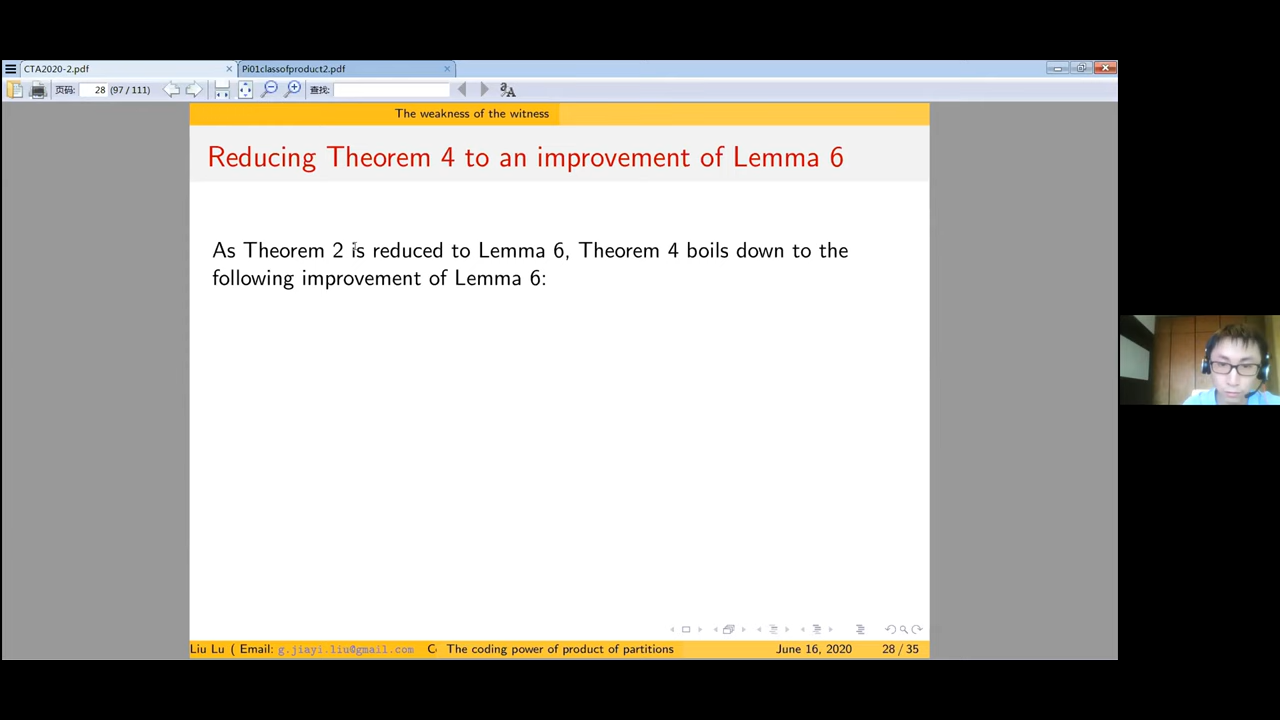 CTA2020-2.pdf
Pi01classofproduct2.pdf
页码: 28 (97 / 111) 查找:
The weakness of the witness
Reducing Theorem 4 to an improvement of Lemma 6
As Theorem 2 is reduced to Lemma 6, Theorem 4 boils down to the
following improvement of Lemma 6:
Liu Lu ( Email: g.jiayi.liu@gmail.com C The coding power of product of partitions June 16, 2020 28 / 35